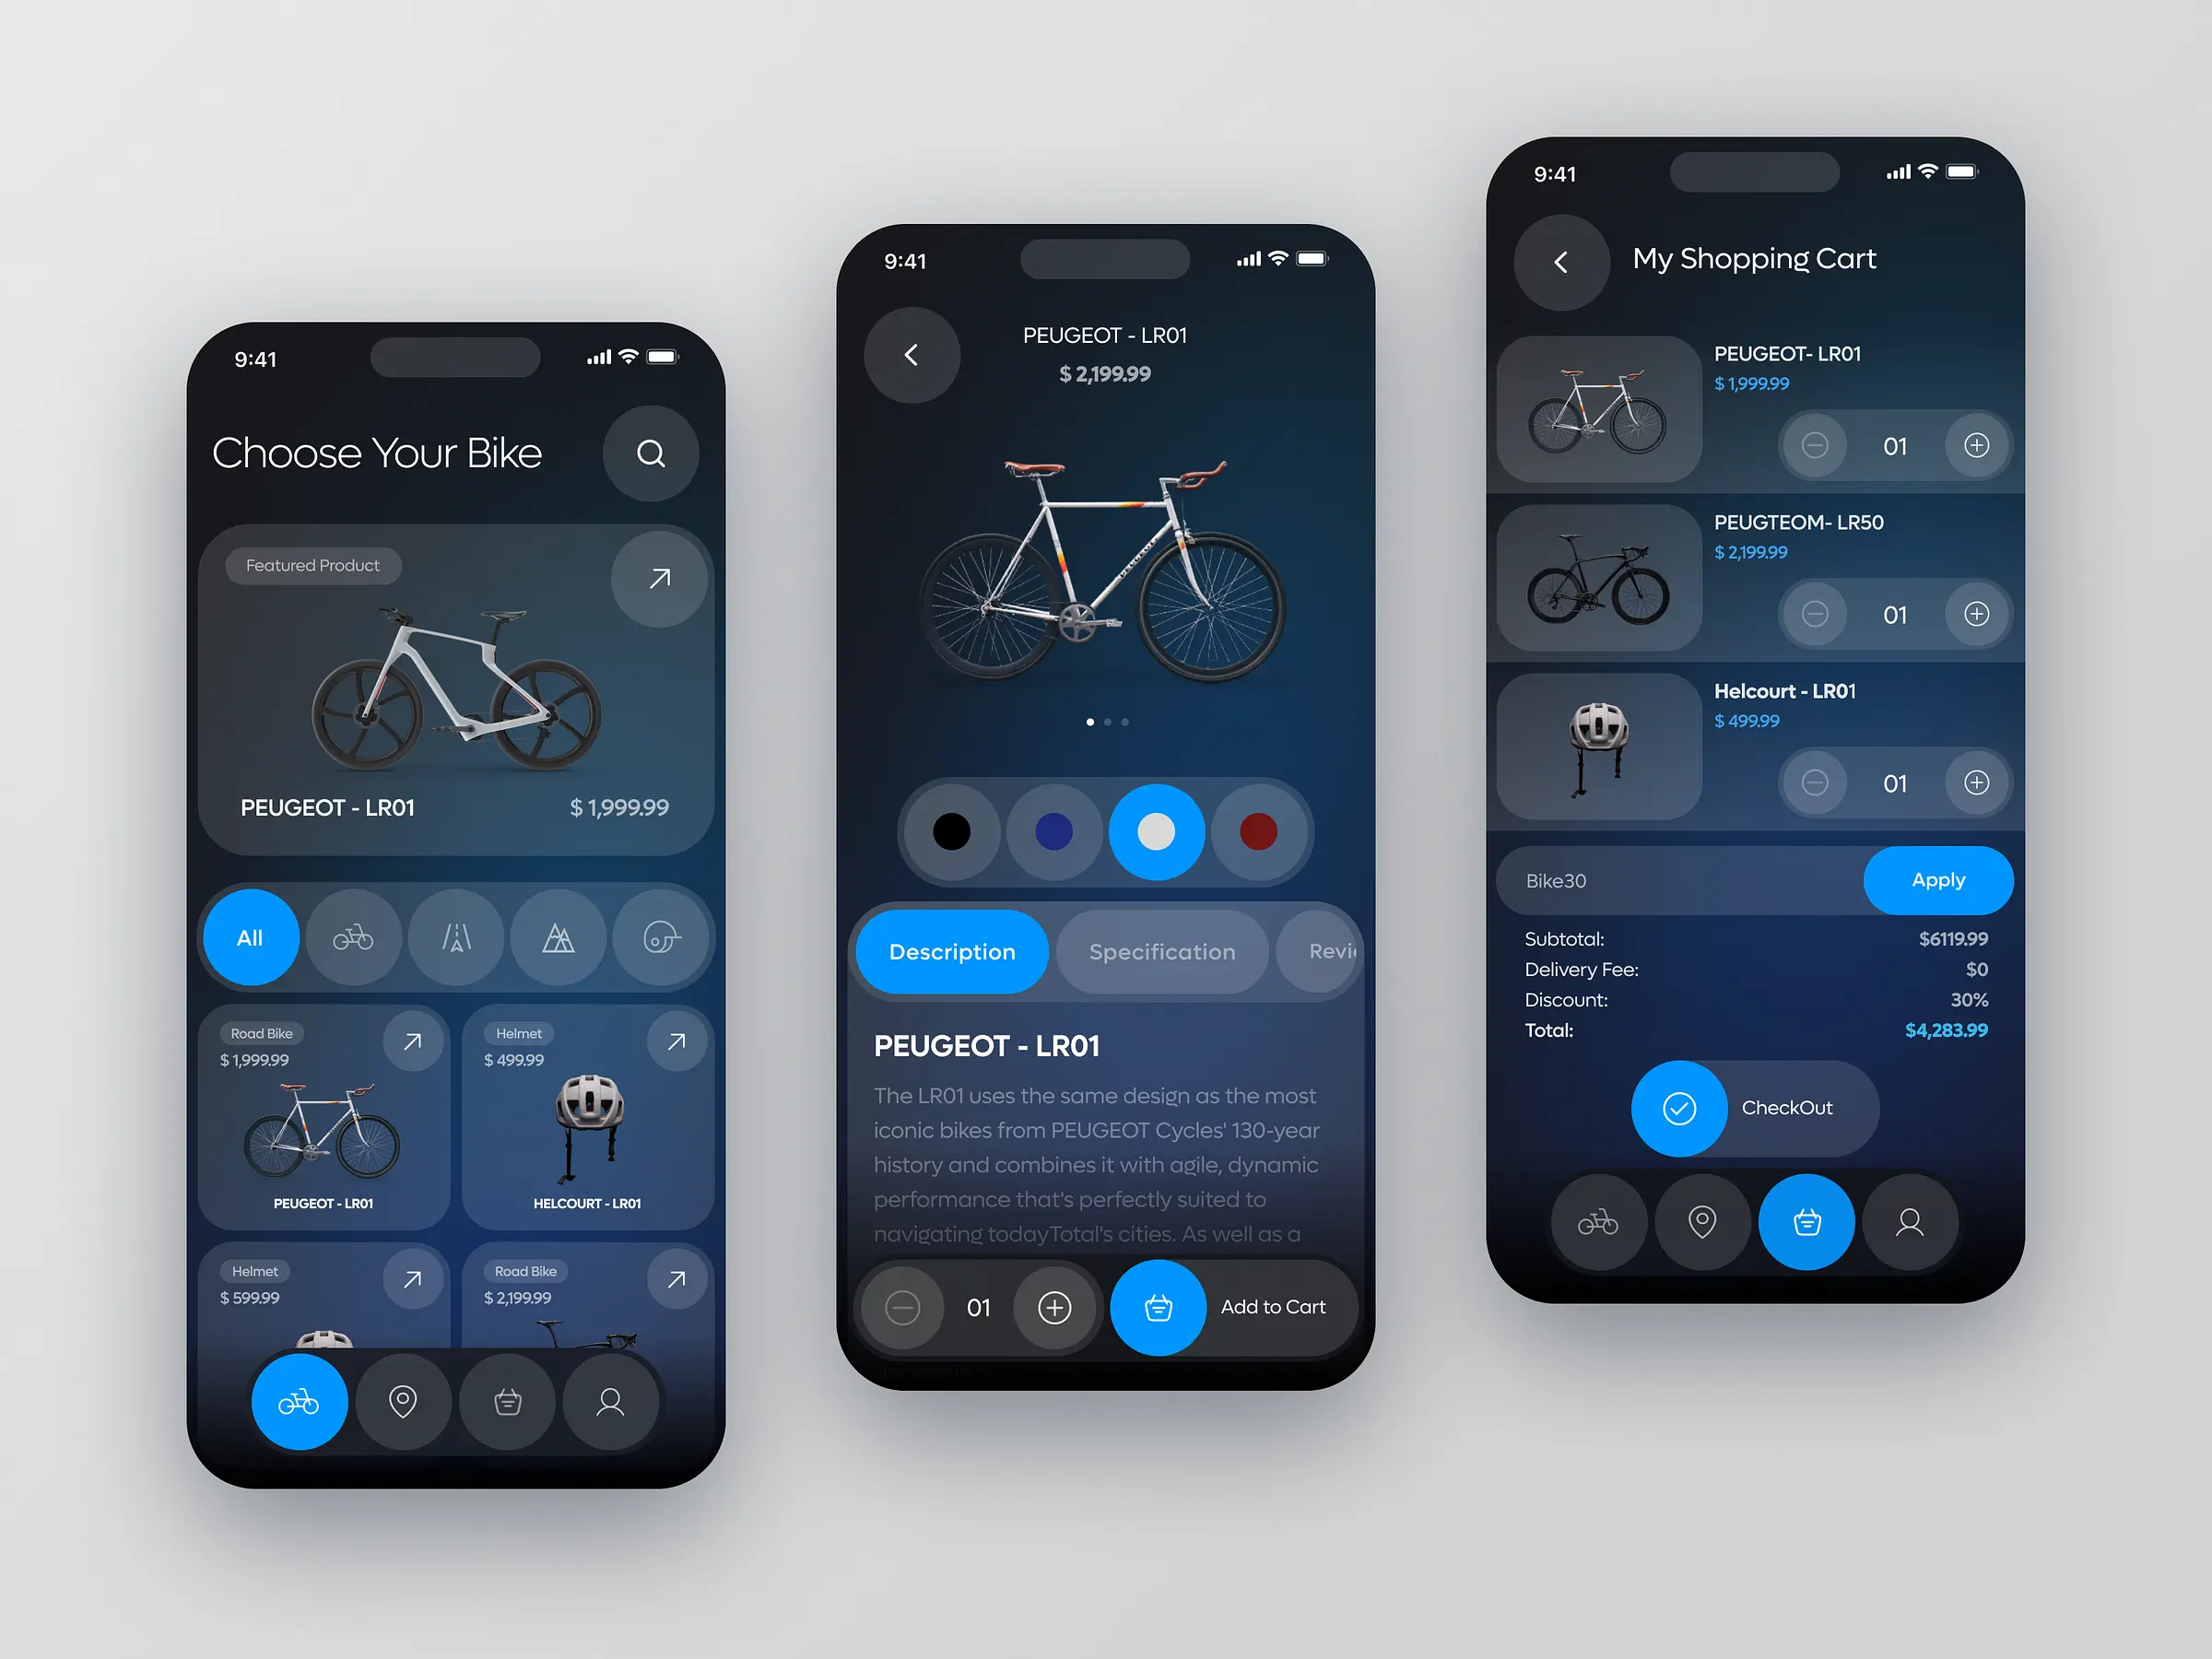 9:41
Choose Your Bike
Featured Product
PEUGEOT - LR01
$ 1,999.99
All
Road Bike
$ 1,999.99
PEUGEOT - LR01
Helmet
$ 499.99
HELCOURT - LR01
Helmet
$ 599.99
Road Bike
$ 2,199.99
9:41
PEUGEOT - LR01
$ 2,199.99
PEUGEOT
Description
Specification
Revi
PEUGEOT - LR01
The LR01 uses the same design as the most
iconic bikes from PEUGEOT Cycles' 130-year
history and combines it with agile, dynamic
performance that's perfectly suited to
navigating todayTotal's cities. As well as a
01
Add to Cart
9:41
My Shopping Cart
PEUGEOT- LR01
$ 1,999.99
01
PEUGTEOM- LR50
$ 2,199.99
01
Helcourt - LR01
$ 499.99
01
Bike30
Apply
Subtotal: $6119.99
Delivery Fee: $0
Discount: 30%
Total: $4,283.99
CheckOut